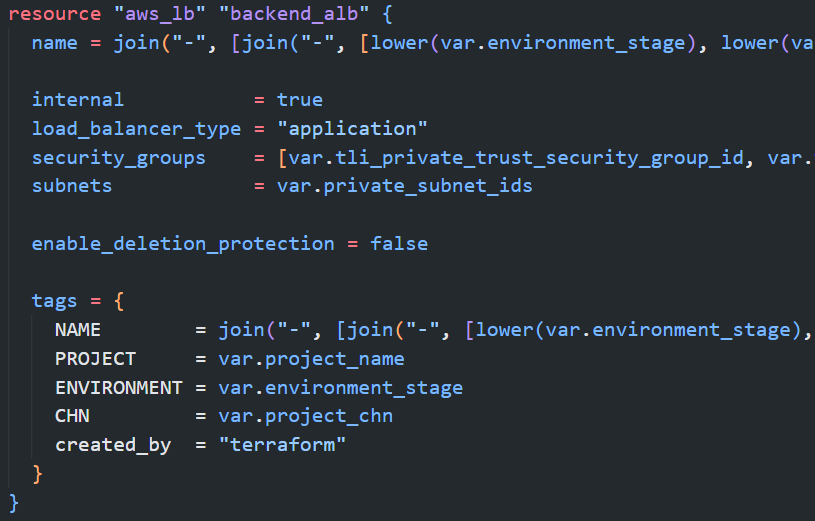 resource "aws_lb" "backend_alb" {
  name = join("-", [join("-", [lower(var.environment_stage), lower(va

  internal           = true
  load_balancer_type = "application"
  security_groups    = [var.tli_private_trust_security_group_id, var.
  subnets            = var.private_subnet_ids

  enable_deletion_protection = false

  tags = {
    NAME        = join("-", [join("-", [lower(var.environment_stage),
    PROJECT     = var.project_name
    ENVIRONMENT = var.environment_stage
    CHN         = var.project_chn
    created_by  = "terraform"
  }
}